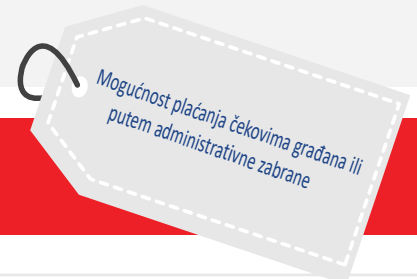 Mogućnost plaćanja čekovima građana ili
putem administrativne zabrane